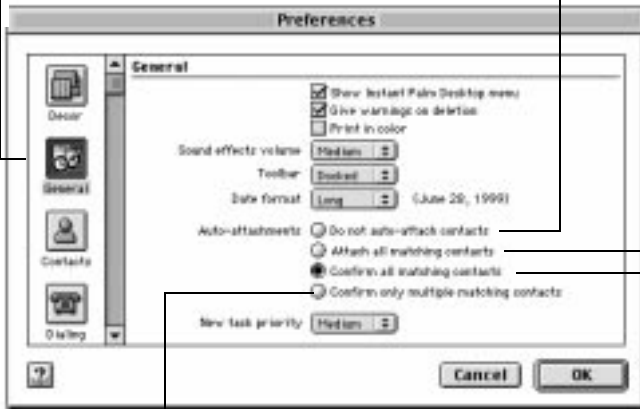 Preferences
General
Show Instant Palm Desktop menu
Give warnings on deletion
Print in color
Sound effects volume Medium
Toolbar Docked
Date format Long (June 28, 1999)
Auto-attachments Do not auto-attach contacts
Attach all matching contacts
Confirm all matching contacts
Confirm only multiple matching contacts
New task priority Medium
Decor
General
Contacts
Dialing
?
Cancel
OK